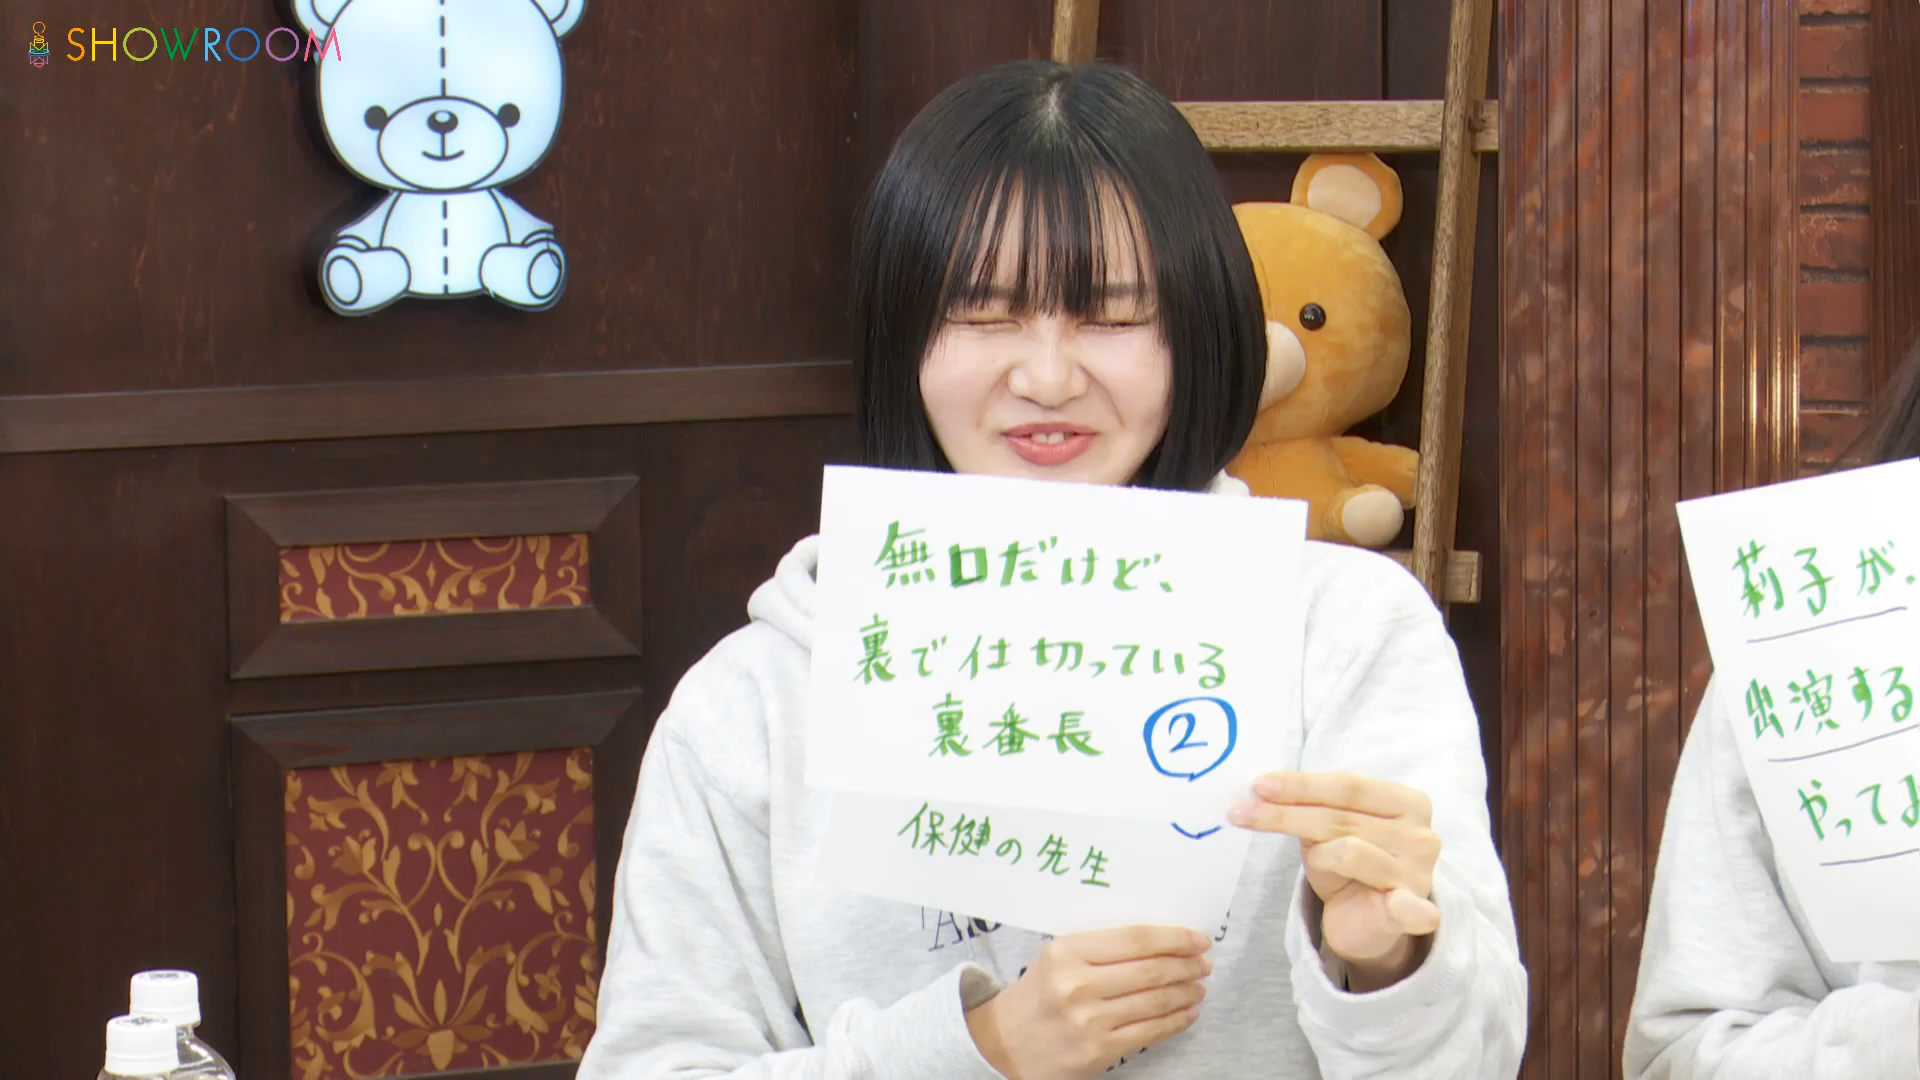 SHOWROOM
無口だけど、
裏で仕切っている
裏番長 ②
保健の先生
莉子が、
出演する
やってよ